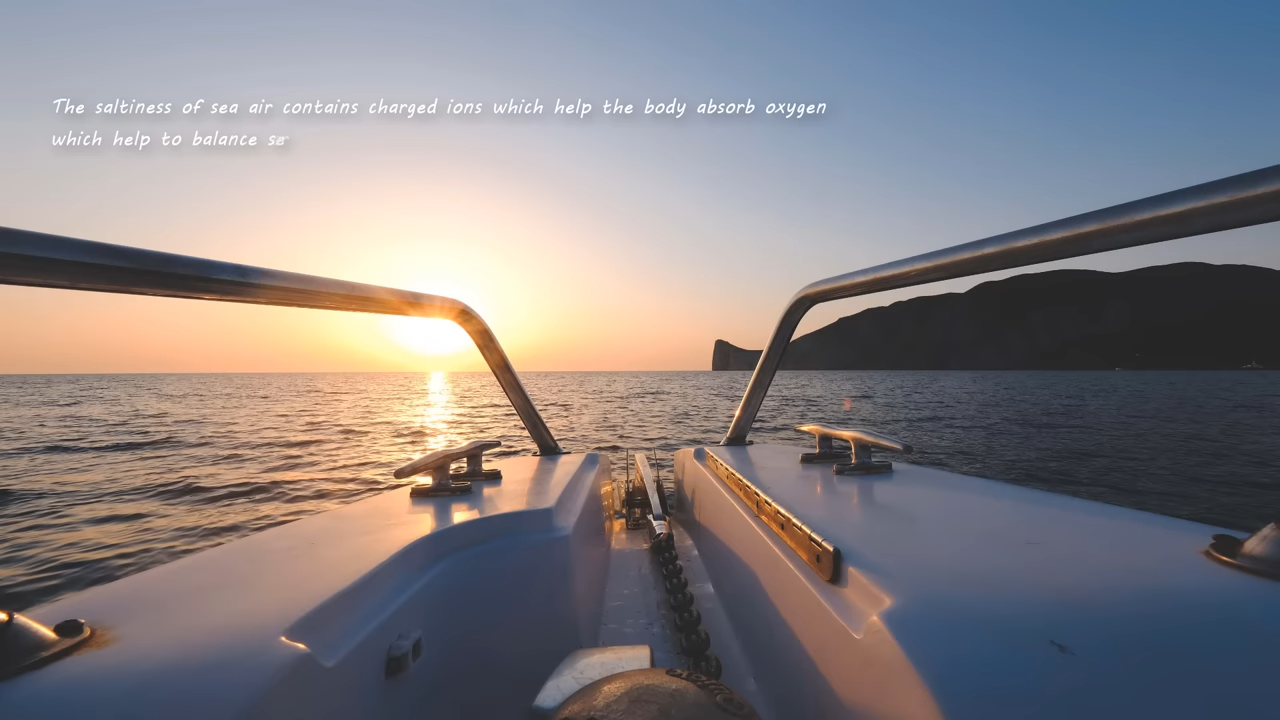 The saltiness of sea air contains charged ions which help the body absorb oxygen
which help to balance